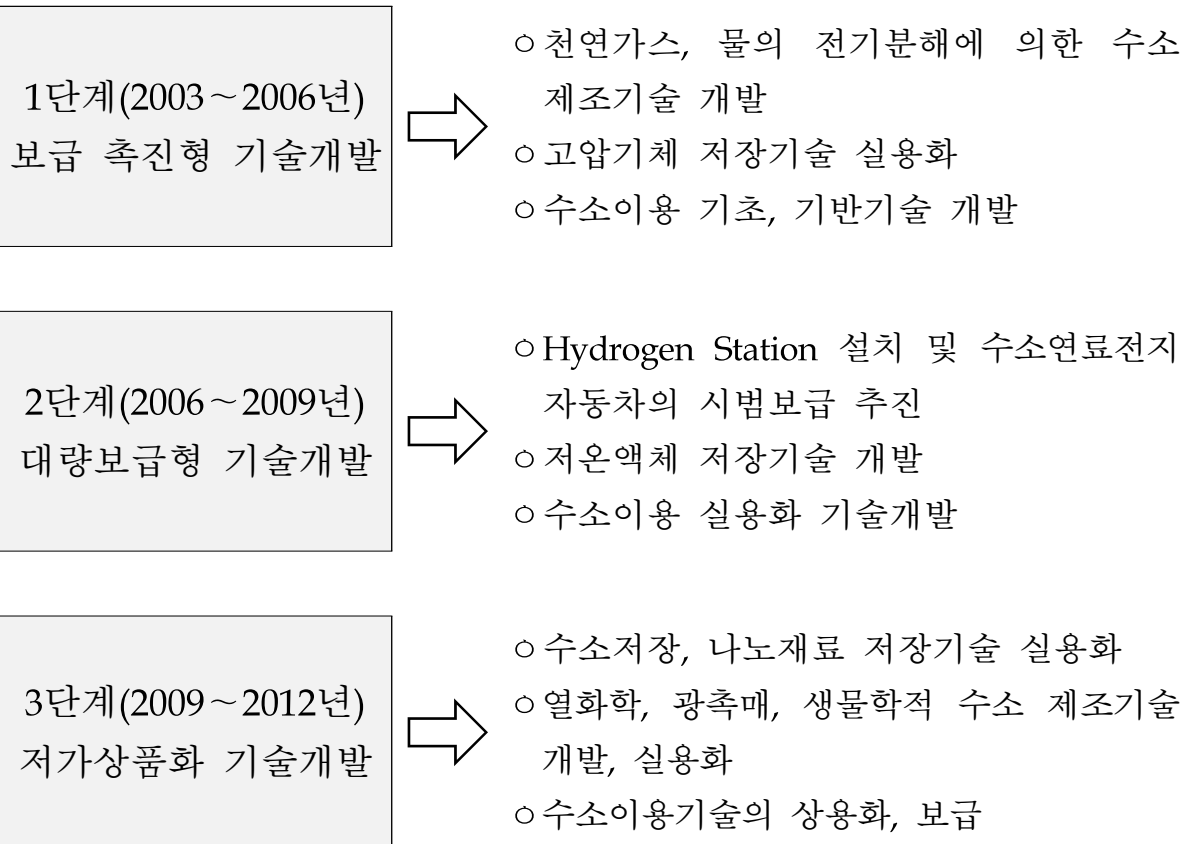 1단계(2003～2006년)
보급 촉진형 기술개발
ㅇ천연가스, 물의 전기분해에 의한 수소
제조기술 개발
ㅇ고압기체 저장기술 실용화
ㅇ수소이용 기초, 기반기술 개발
2단계(2006～2009년)
대량보급형 기술개발
ㅇHydrogen Station 설치 및 수소연료전지
자동차의 시범보급 추진
ㅇ저온액체 저장기술 개발
ㅇ수소이용 실용화 기술개발
3단계(2009～2012년)
저가상품화 기술개발
ㅇ수소저장, 나노재료 저장기술 실용화
ㅇ열화학, 광촉매, 생물학적 수소 제조기술
개발, 실용화
ㅇ수소이용기술의 상용화, 보급